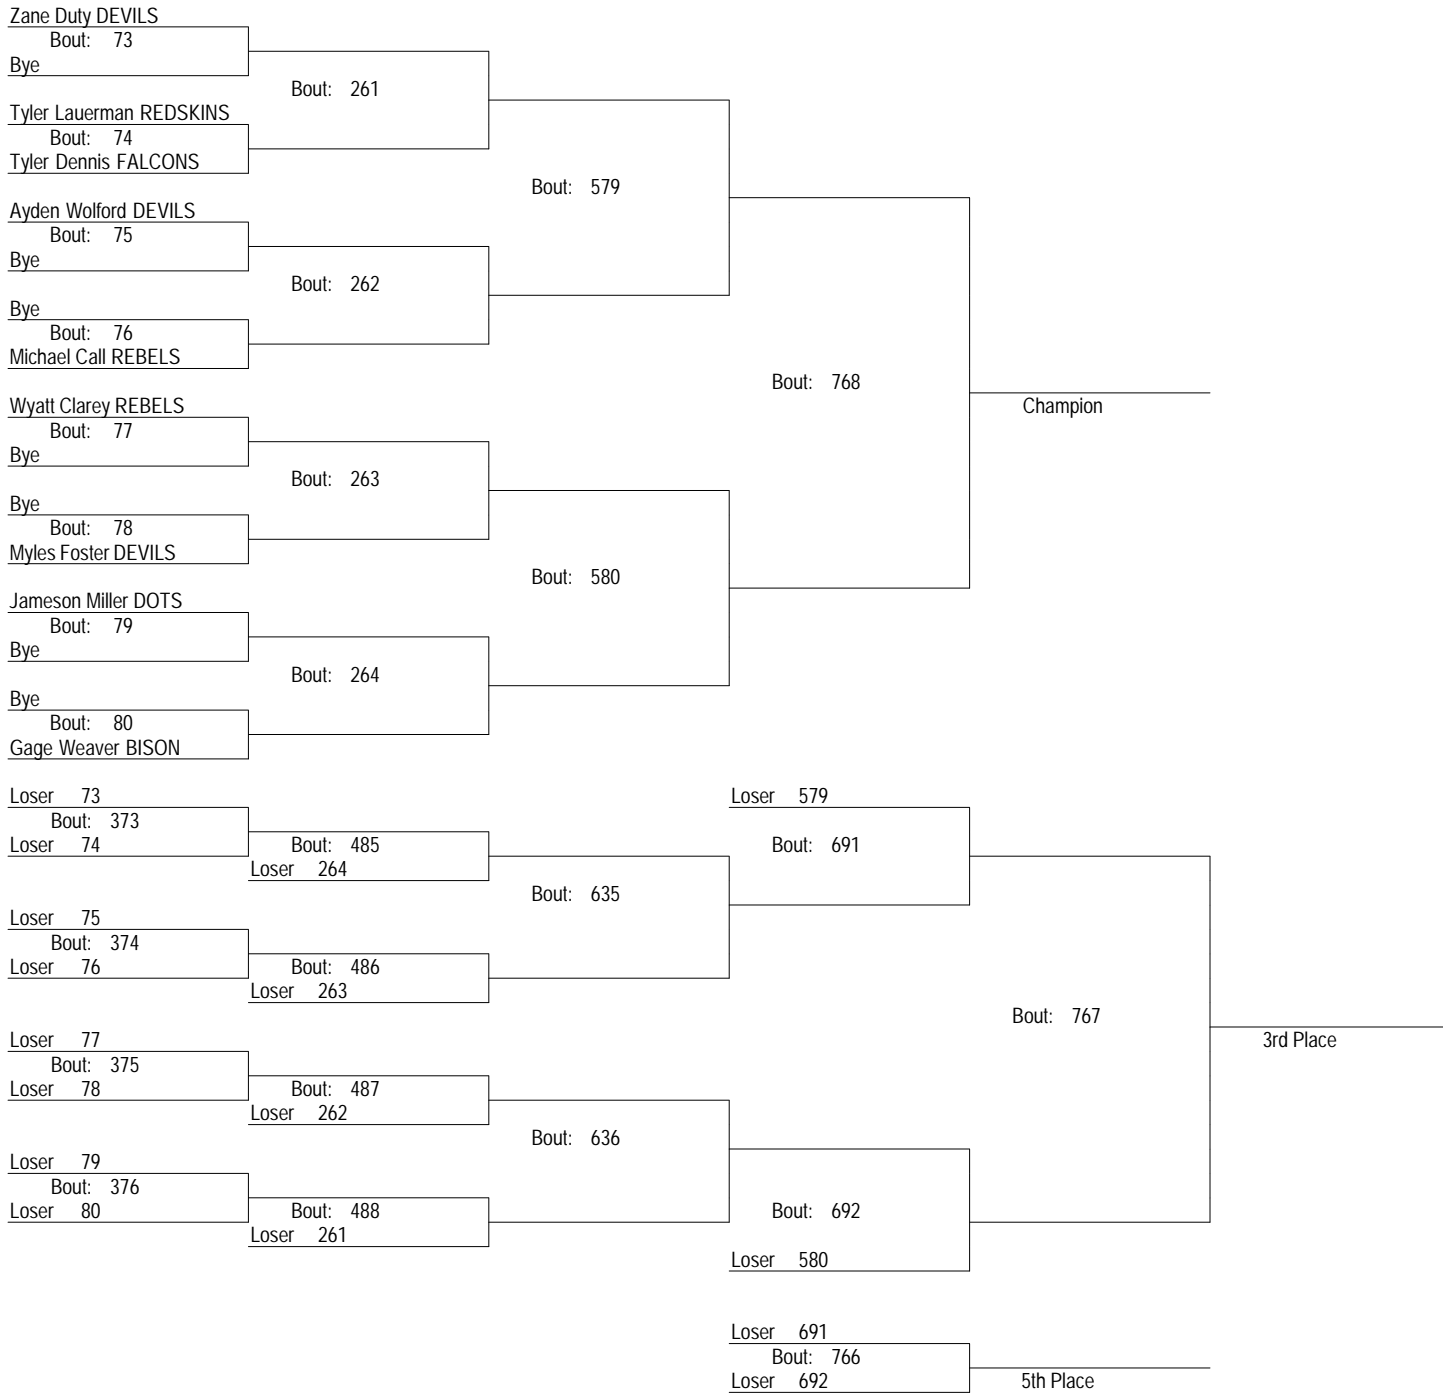 Zane Duty DEVILS
Bout: 73
Bye
Bout: 261
Tyler Lauerman REDSKINS
Bout: 74
Tyler Dennis FALCONS
Bout: 579
Ayden Wolford DEVILS
Bout: 75
Bye
Bout: 262
Bye
Bout: 76
Michael Call REBELS
Bout: 768
Champion
Wyatt Clarey REBELS
Bout: 77
Bye
Bout: 263
Bye
Bout: 78
Myles Foster DEVILS
Bout: 580
Jameson Miller DOTS
Bout: 79
Bye
Bout: 264
Bye
Bout: 80
Gage Weaver BISON
Loser 73
Bout: 373
Loser 74
Bout: 485
Loser 264
Bout: 635
Loser 579
Bout: 691
Loser 75
Bout: 374
Loser 76
Bout: 486
Loser 263
Bout: 767
3rd Place
Loser 77
Bout: 375
Loser 78
Bout: 487
Loser 262
Bout: 636
Loser 79
Bout: 376
Loser 80
Bout: 488
Loser 261
Bout: 692
Loser 580
Loser 691
Bout: 766
Loser 692
5th Place